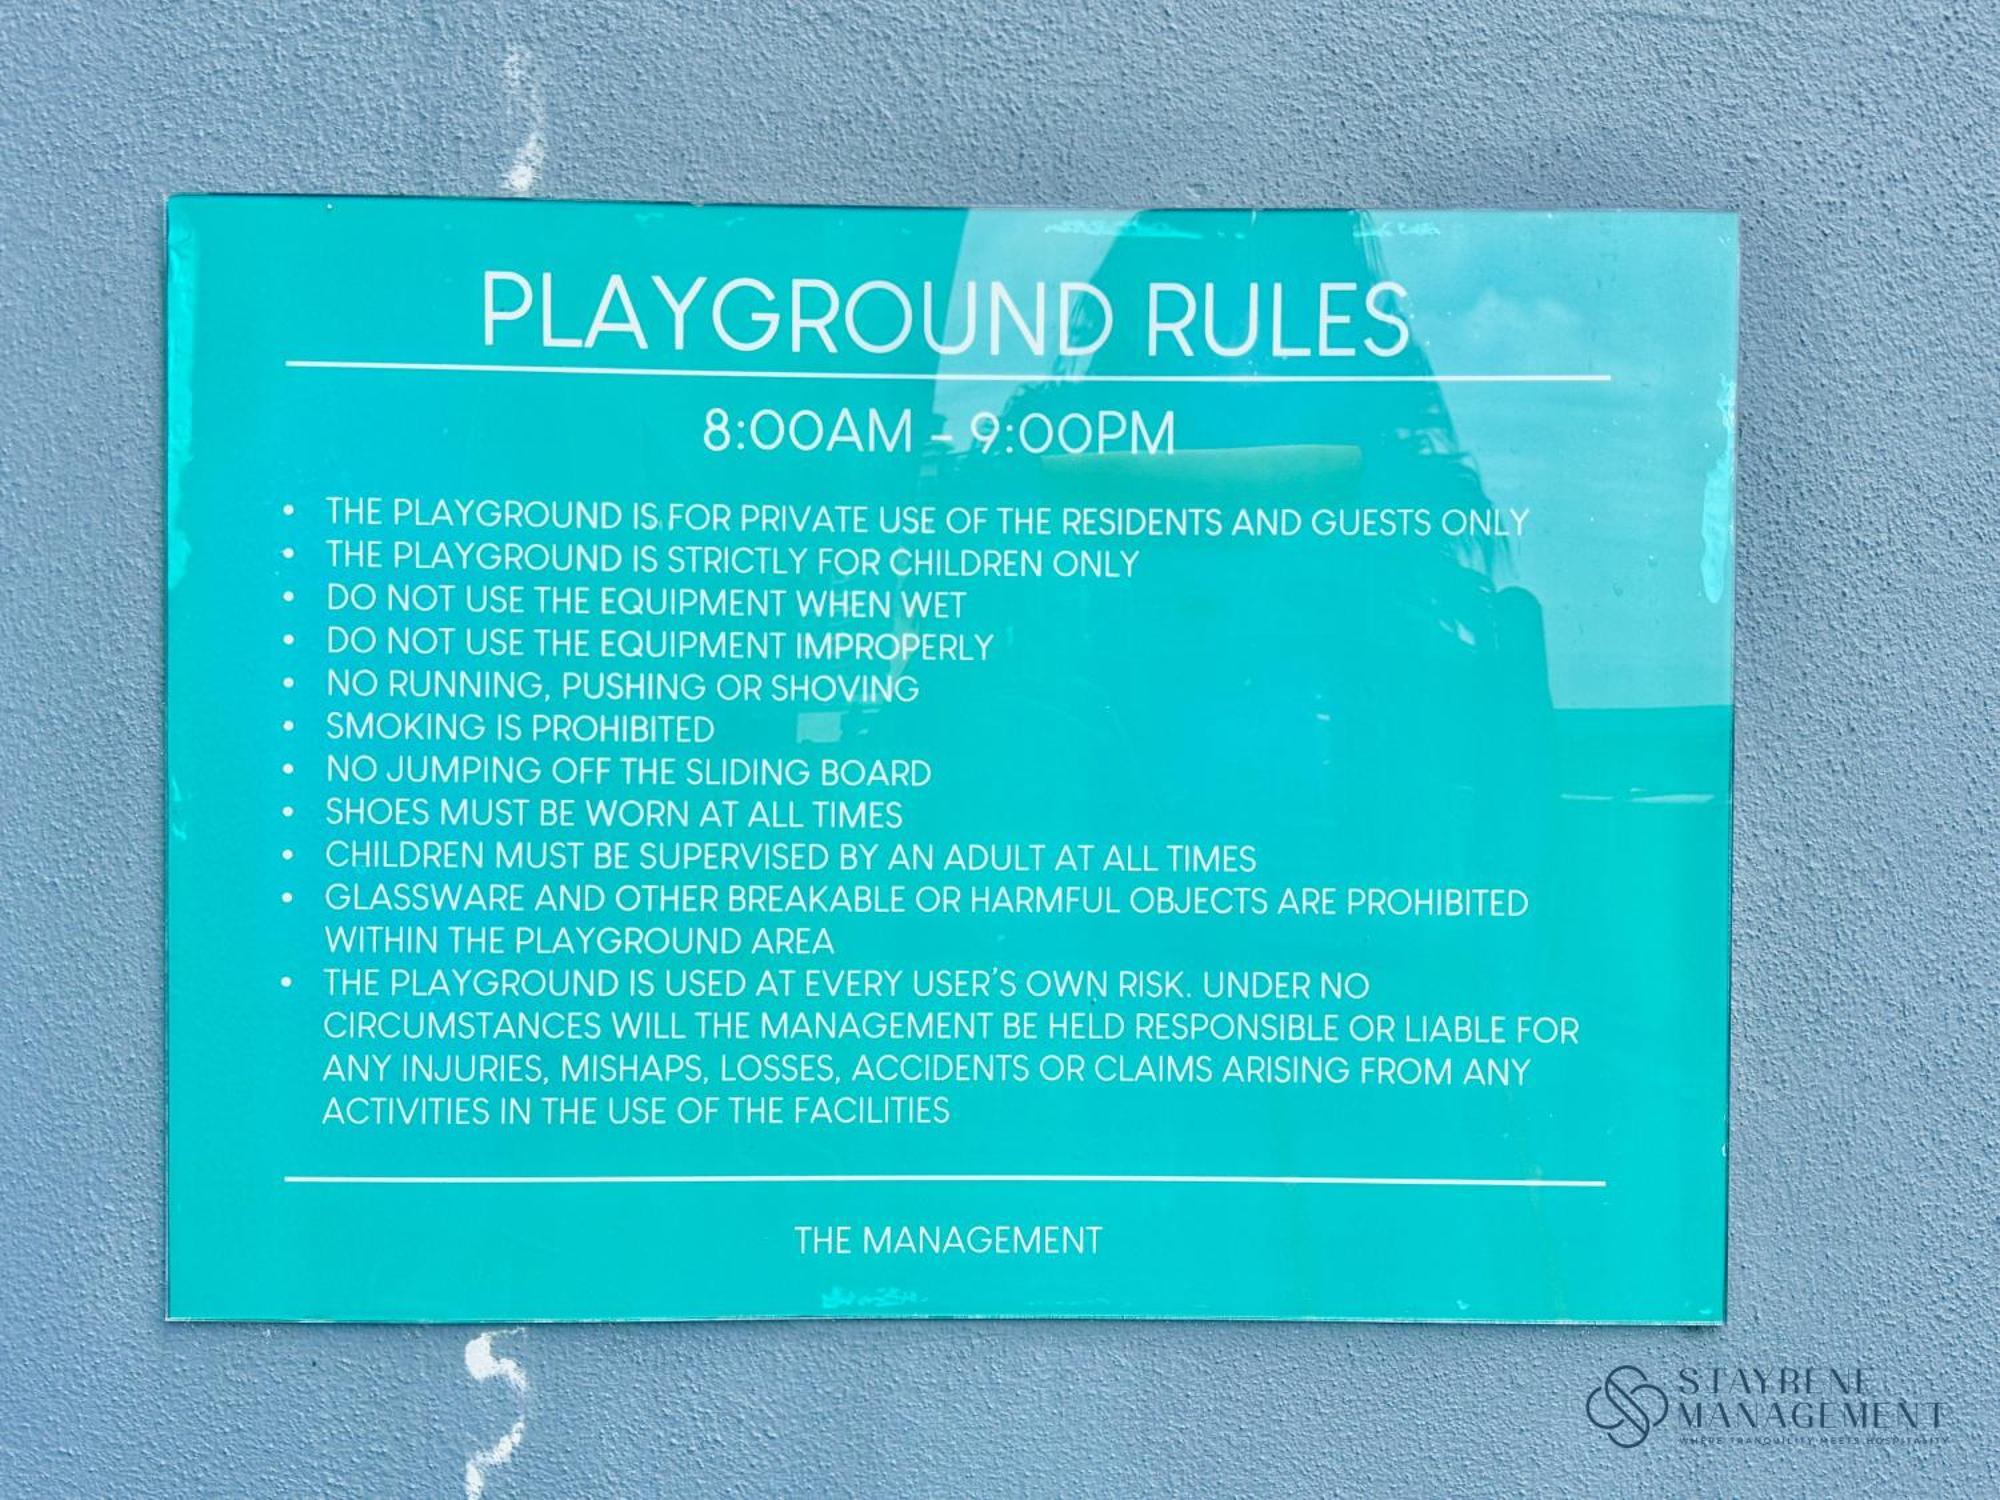 PLAYGROUND RULES
8:00AM - 9:00PM
• THE PLAYGROUND IS FOR PRIVATE USE OF THE RESIDENTS AND GUESTS ONLY
• THE PLAYGROUND IS STRICTLY FOR CHILDREN ONLY
• DO NOT USE THE EQUIPMENT WHEN WET
• DO NOT USE THE EQUIPMENT IMPROPERLY
• NO RUNNING, PUSHING OR SHOVING
• SMOKING IS PROHIBITED
• NO JUMPING OFF THE SLIDING BOARD
• SHOES MUST BE WORN AT ALL TIMES
• CHILDREN MUST BE SUPERVISED BY AN ADULT AT ALL TIMES
• GLASSWARE AND OTHER BREAKABLE OR HARMFUL OBJECTS ARE PROHIBITED
WITHIN THE PLAYGROUND AREA
• THE PLAYGROUND IS USED AT EVERY USER'S OWN RISK. UNDER NO
CIRCUMSTANCES WILL THE MANAGEMENT BE HELD RESPONSIBLE OR LIABLE FOR
ANY INJURIES, MISHAPS, LOSSES, ACCIDENTS OR CLAIMS ARISING FROM ANY
ACTIVITIES IN THE USE OF THE FACILITIES
THE MANAGEMENT
STAYRENE
MANAGEMENT
WHERE TRANQUILITY MEETS HOSPITALITY